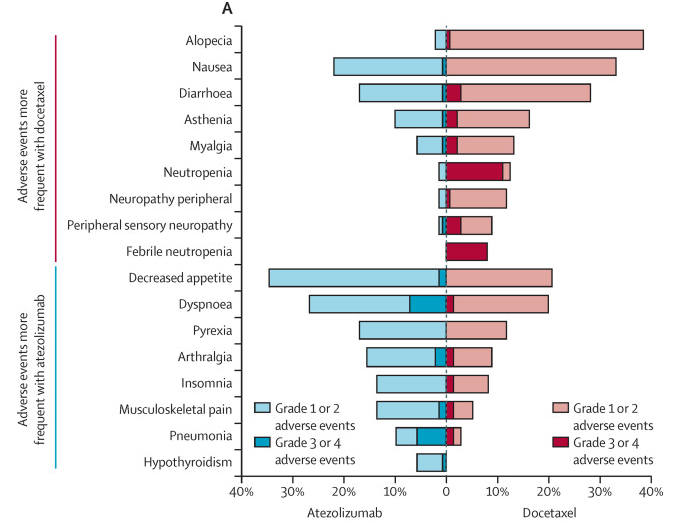 A
Adverse events more
frequent with docetaxel
Alopecia
Nausea
Diarrhoea
Asthenia
Myalgia
Neutropenia
Neuropathy peripheral
Peripheral sensory neuropathy
Febrile neutropenia
Adverse events more
frequent with atezolizumab
Decreased appetite
Dyspnoea
Pyrexia
Arthralgia
Insomnia
Musculoskeletal pain
Pneumonia
Hypothyroidism
Grade 1 or 2
adverse events
Grade 3 or 4
adverse events
Grade 1 or 2
adverse events
Grade 3 or 4
adverse events
40% 30% 20% 10% 0 10% 20% 30% 40%
Atezolizumab Docetaxel